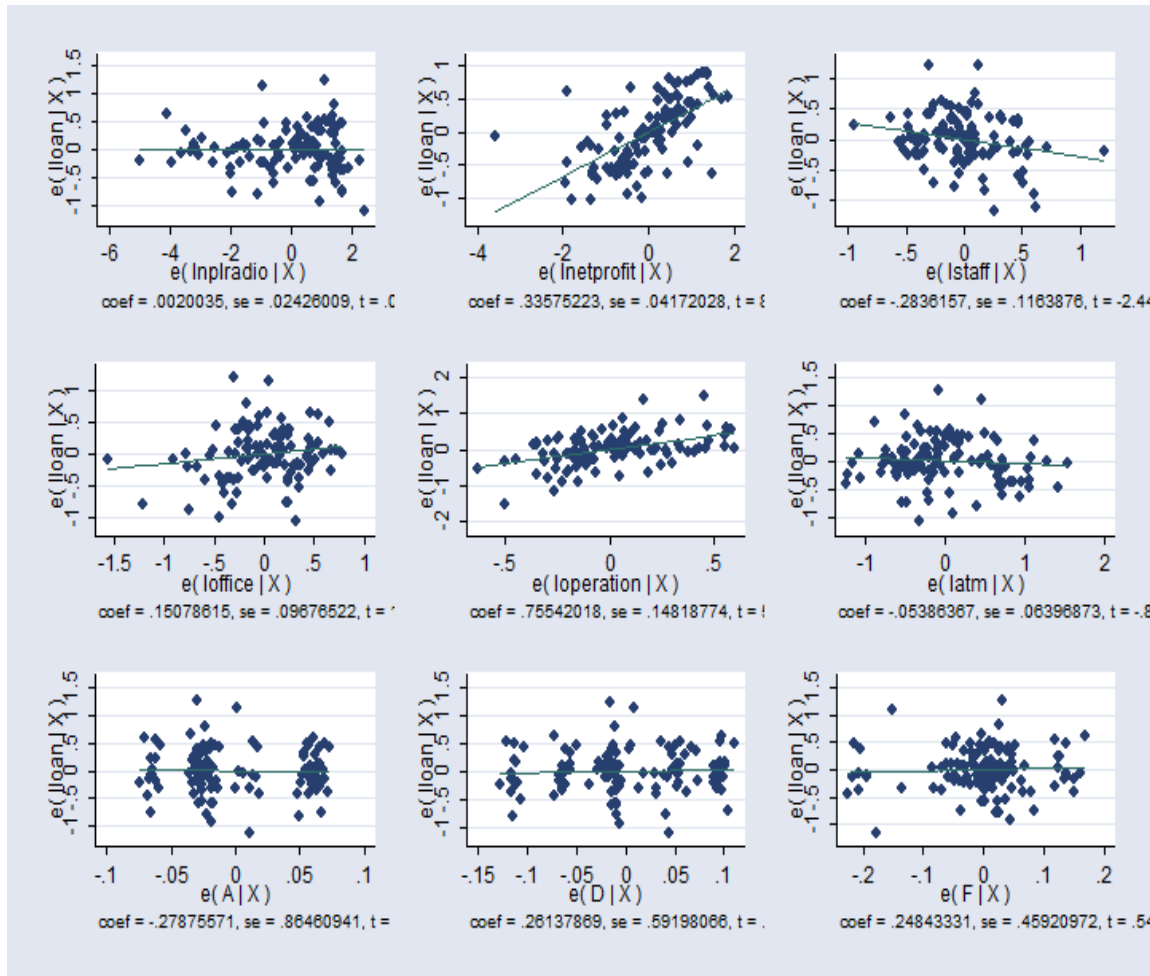 e( lloan | X )
-1 -.5 0 .5 1 1.5
-6 -4 -2 0 2
e( lnplradio | X )
coef = .0020035, se = .02426009, t = .0
e( lloan | X )
-1 -.5 0 .5 1
-4 -2 0 2
e( lnetprofit | X )
coef = .33575223, se = .04172028, t = 8
e( lloan | X )
-1 -.5 0 .5 1
-1 -.5 0 .5 1
e( lstaff | X )
coef = -.2836157, se = .1163876, t = -2.44
e( lloan | X )
-1 -.5 0 .5 1
-1.5 -1 -.5 0 .5 1
e( loffice | X )
coef = .15078615, se = .09676522, t =
e( lloan | X )
-2 -1 0 1 2
-.5 0 .5
e( loperation | X )
coef = .75542018, se = .14818774, t =
e( lloan | X )
-1 -.5 0 .5 1 1.5
-1 0 1 2
e( latm | X )
coef = -.05386367, se = .06396873, t = -.8
e( lloan | X )
-1 -.5 0 .5 1 1.5
-.1 -.05 0 .05 .1
e( A | X )
coef = -.27875571, se = .86460941, t =
e( lloan | X )
-1 -.5 0 .5 1 1.5
-.15 -.1 -.05 0 .05 .1
e( D | X )
coef = .26137869, se = .59198066, t = .
e( lloan | X )
-1 -.5 0 .5 1 1.5
-.2 -.1 0 .1 .2
e( F | X )
coef = .24843331, se = .45920972, t = .54